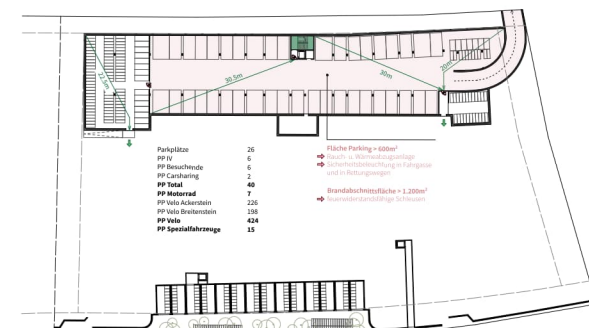 22.5m
30.5m
30m
20m
Parkplätze 26
PP IV 6
PP Besuchende 6
PP Carsharing 2
PP Total 40
PP Motorrad 7
PP Velo Ackerstein 226
PP Velo Breitenstein 198
PP Velo 424
PP Spezialfahrzeuge 15
Fläche Parking > 600m²
Rauch- u. Wärmeabzugsanlage
Sicherheitsbeleuchtung in Fahrgasse
und in Rettungswegen
Brandabschnittsfläche > 1.200m²
feuerwiderstandsfähige Schleusen